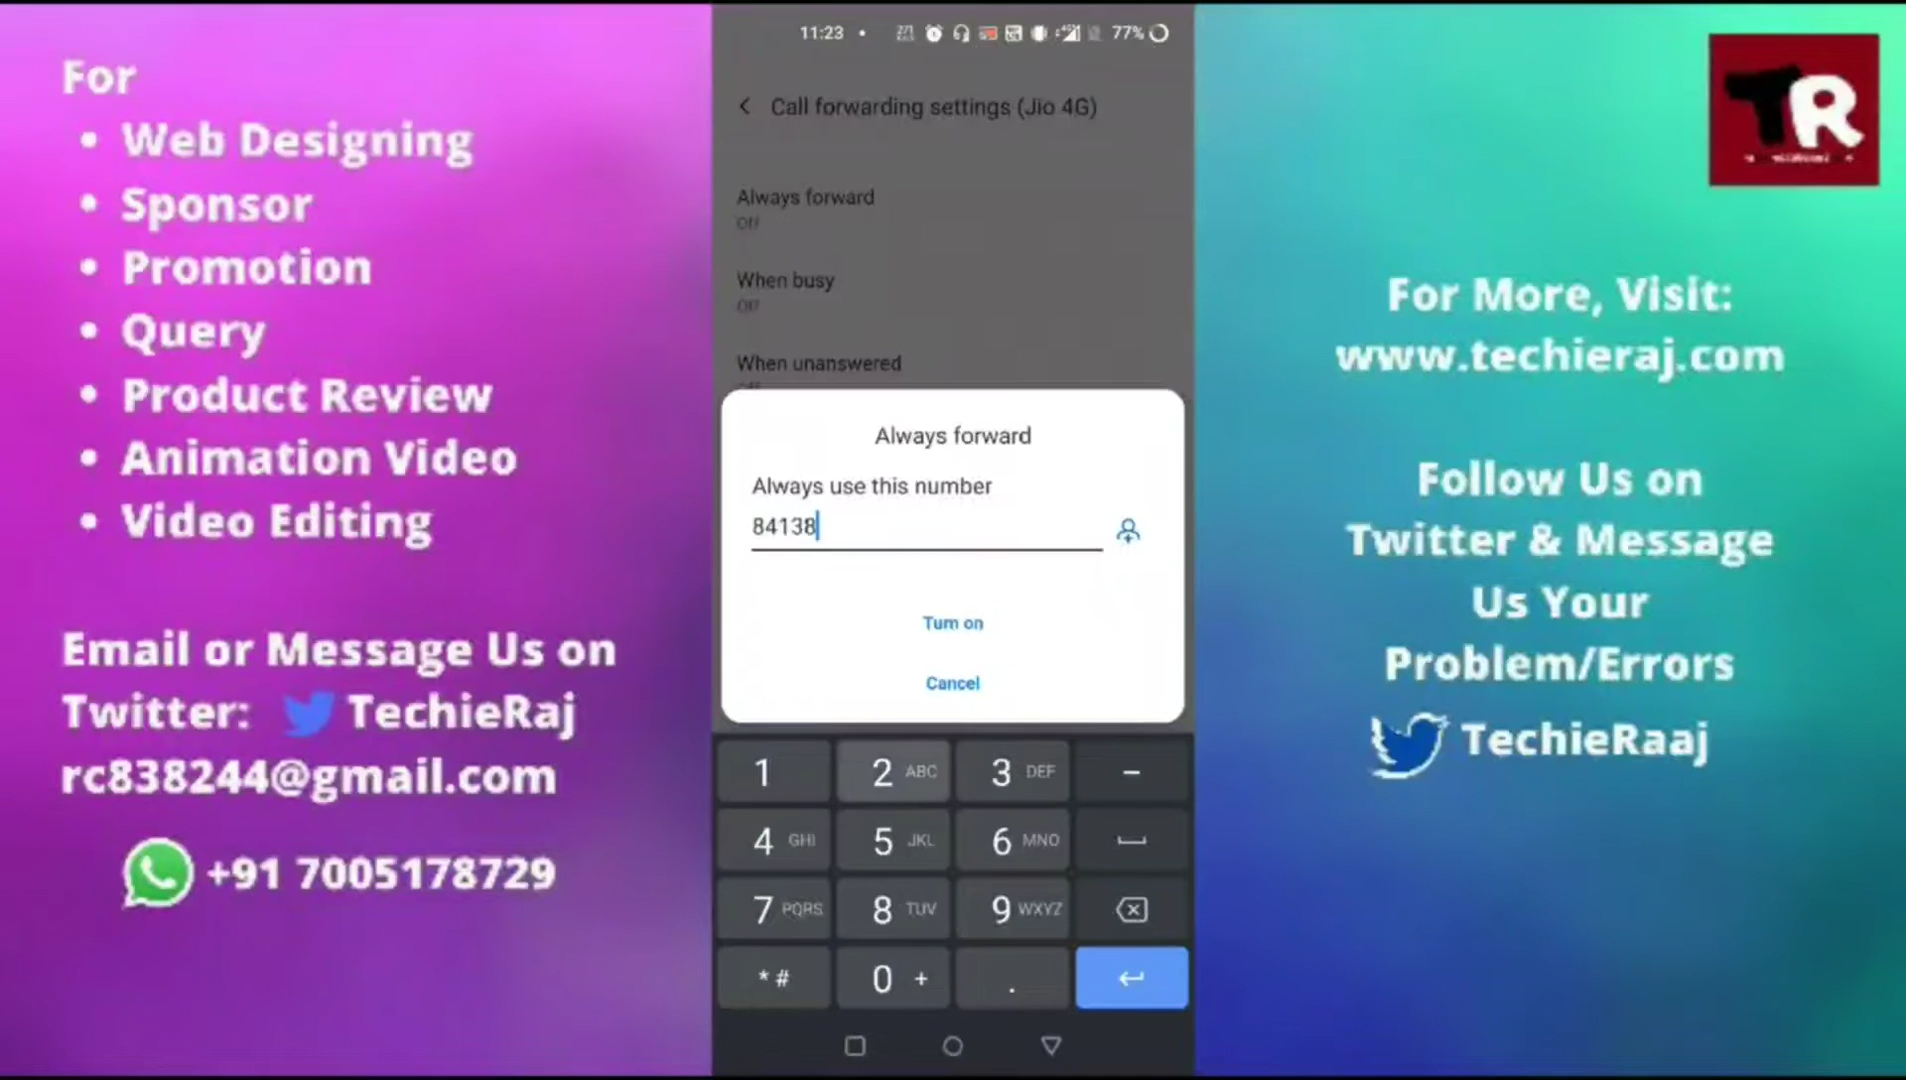 For
• Web Designing
• Sponsor
• Promotion
• Query
• Product Review
• Animation Video
• Video Editing
Email or Message Us on
Twitter: TechieRaj
rc838244@gmail.com
+91 7005178729
11:23 • 77%
Call forwarding settings (Jio 4G)
Always forward
Off
When busy
Off
When unanswered
Always forward
Always use this number
84138
Turn on
Cancel
1 2 ABC 3 DEF -
4 GHI 5 JKL 6 MNO
7 PQRS 8 TUV 9 WXYZ
* # 0 + .
TR
For More, Visit:
www.techieraj.com
Follow Us on
Twitter & Message
Us Your
Problem/Errors
TechieRaaj